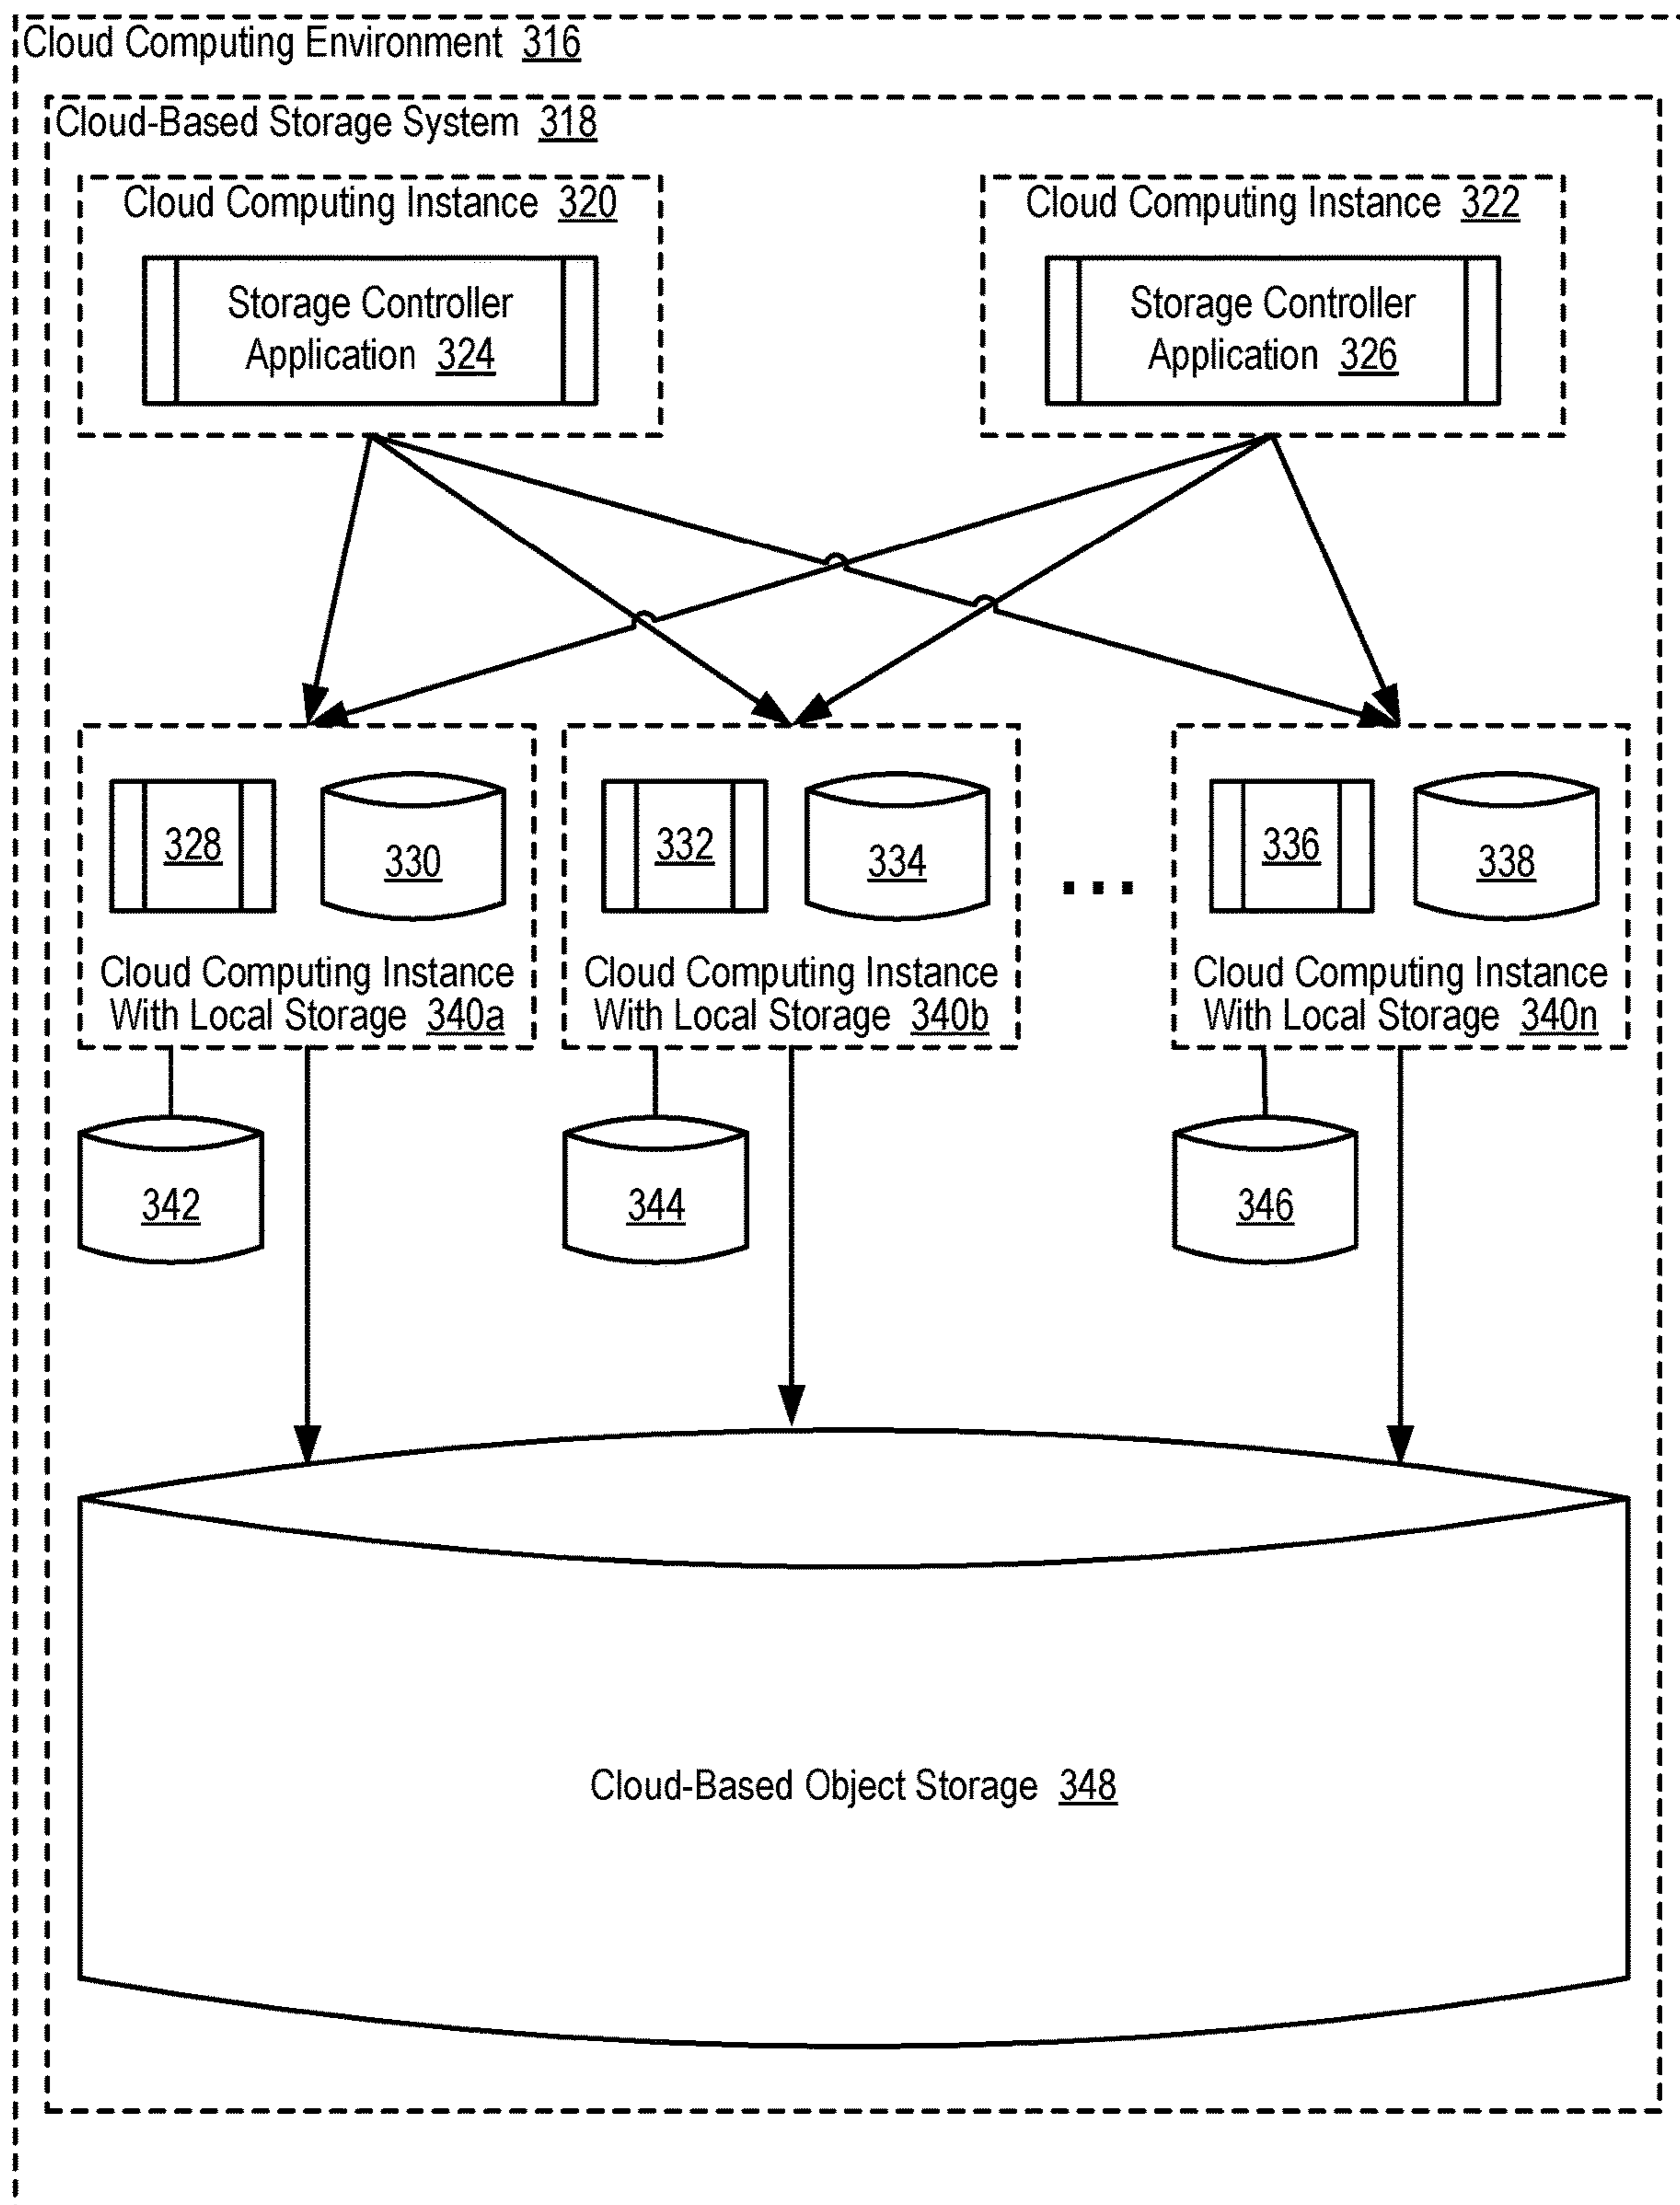 Cloud Computing Environment 316
Cloud-Based Storage System 318
Cloud Computing Instance 320
Storage Controller
Application 324
Cloud Computing Instance 322
Storage Controller
Application 326
328
330
Cloud Computing Instance
With Local Storage 340a
332
334
Cloud Computing Instance
With Local Storage 340b
...
336
338
Cloud Computing Instance
With Local Storage 340n
342
344
346
Cloud-Based Object Storage 348